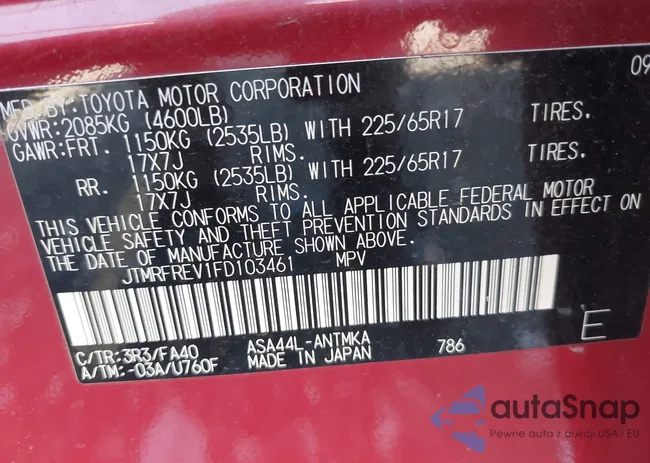 09
MFD. BY: TOYOTA MOTOR CORPORATION
GVWR: 2085KG (4600LB)
GAWR: FRT. 1150KG (2535LB) WITH 225/65R17 TIRES.
17X7J RIMS.
RR. 1150KG (2535LB) WITH 225/65R17 TIRES.
17X7J RIMS.
THIS VEHICLE CONFORMS TO ALL APPLICABLE FEDERAL MOTOR
VEHICLE SAFETY AND THEFT PREVENTION STANDARDS IN EFFECT ON
THE DATE OF MANUFACTURE SHOWN ABOVE.
JTMRFREV1FD103461 MPV
C/TR: 3R3/FA40 ASA44L-ANTMKA 786 E
A/TM: -03A/U760F MADE IN JAPAN
autaSnap
Pewne auta z aukcji USA i EU